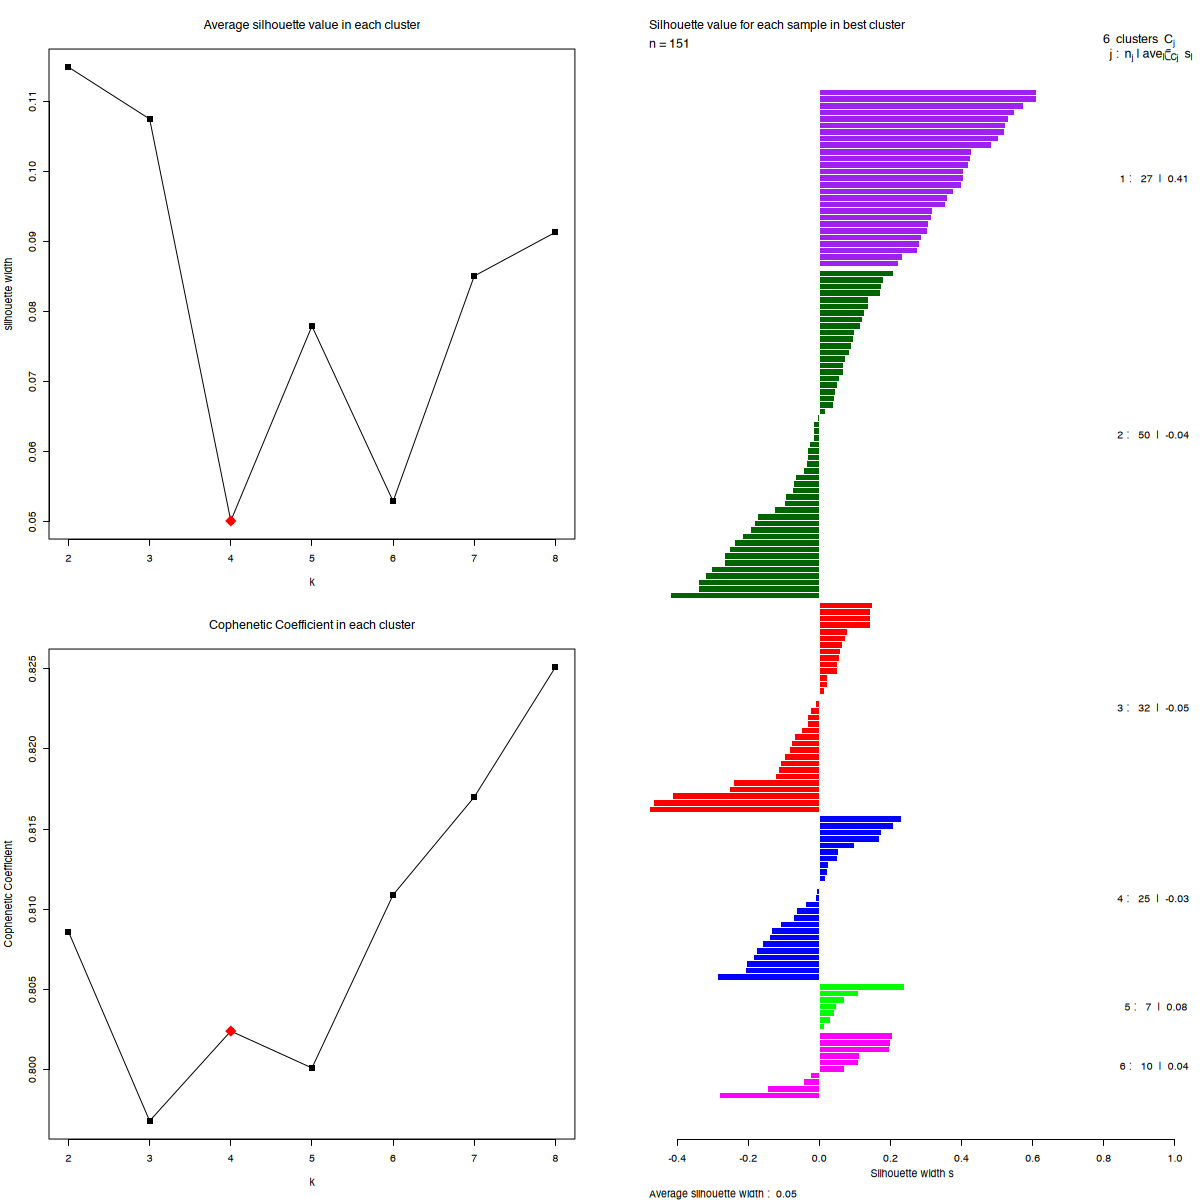 Average silhouette value in each cluster
0.11
0.10
0.09
0.08
0.07
0.06
0.05
silhouette width
2 3 4 5 6 7 8
k
Cophenetic Coefficient in each cluster
0.825
0.820
0.815
0.810
0.805
0.800
Cophenetic Coefficient
2 3 4 5 6 7 8
k
Silhouette value for each sample in best cluster
n = 151
6 clusters Cj
j : nj | ave
1 : 27 | 0.41
2 : 50 | -0.04
3 : 32 | -0.05
4 : 25 | -0.03
5 : 7 | 0.08
6 : 10 | 0.04
-0.4 -0.2 0.0 0.2 0.4 0.6 0.8 1.0
Silhouette width s
Average silhouette width : 0.05